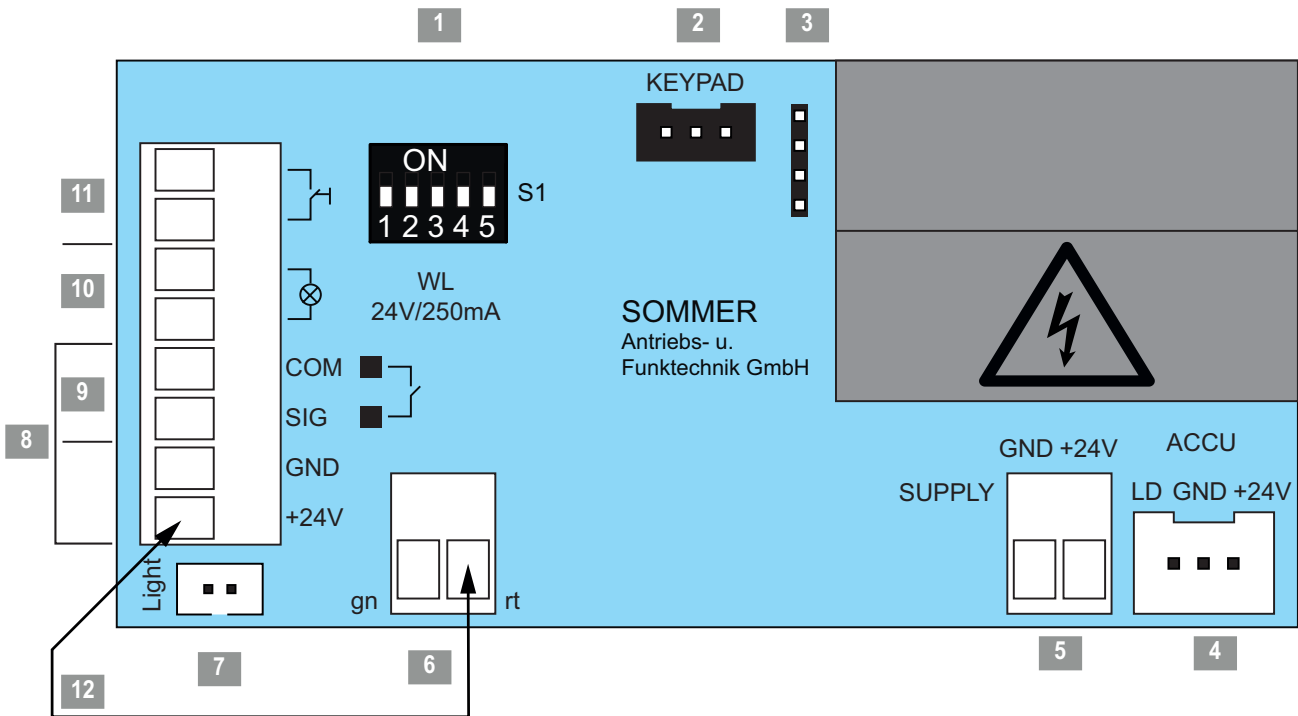 1
2
3
KEYPAD
ON
S1
1 2 3 4 5
11
WL
24V/250mA
10
SOMMER
Antriebs- u.
Funktechnik GmbH
COM
9
SIG
8
GND
+24V
GND +24V
ACCU
SUPPLY
LD GND +24V
Light
gn
rt
12
7
6
5
4